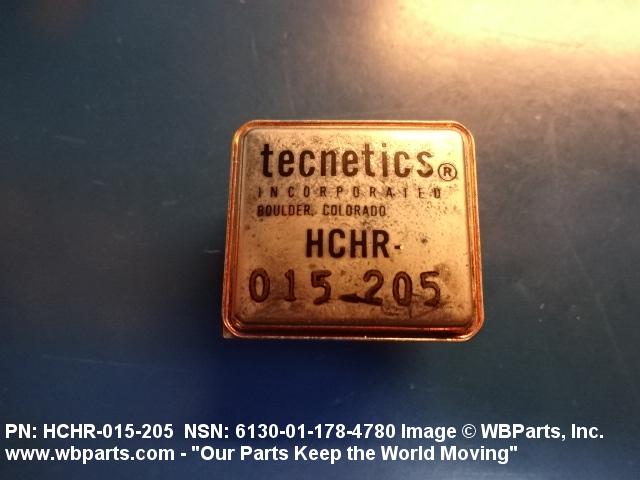 tecnetics®
INCORPORATED
BOULDER, COLORADO
HCHR-
015-205
PN: HCHR-015-205 NSN: 6130-01-178-4780 Image © WBParts, Inc.
www.wbparts.com - "Our Parts Keep the World Moving"